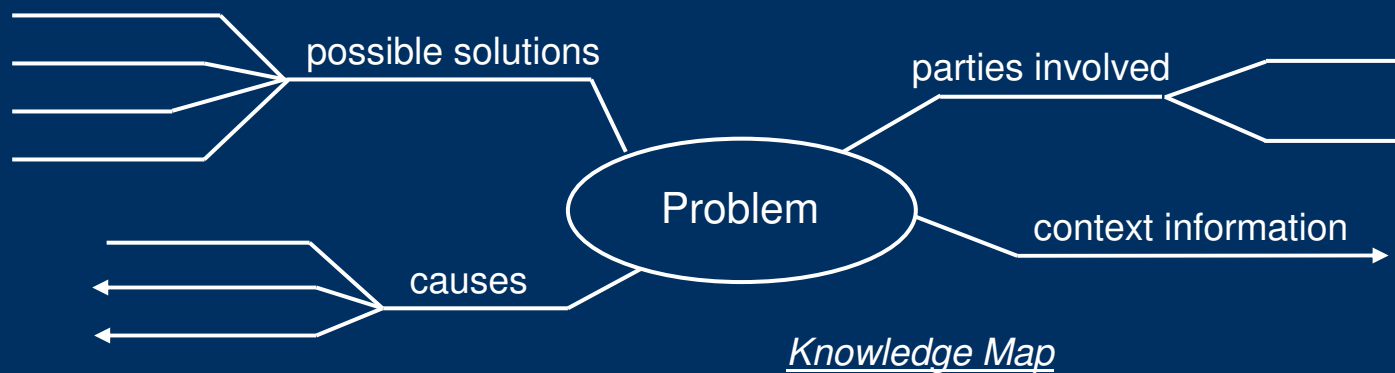 possible solutions
parties involved
Problem
context information
causes
Knowledge Map